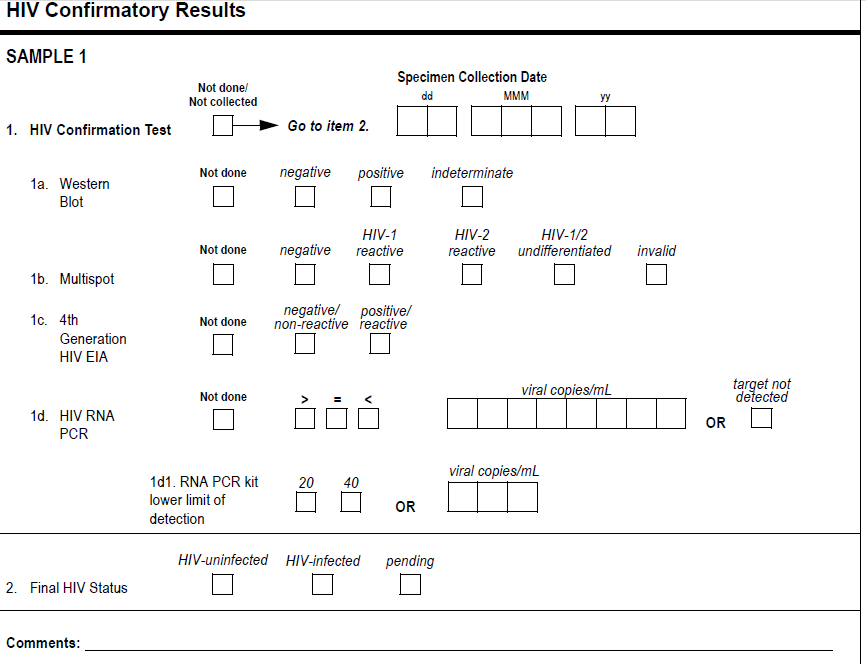 HIV Confirmatory Results
SAMPLE 1
Not done/
Not collected
Specimen Collection Date
dd MMM yy
1. HIV Confirmation Test Go to item 2.
1a. Western
Blot
Not done negative positive indeterminate
1b. Multispot
Not done negative HIV-1
reactive HIV-2
reactive HIV-1/2
undifferentiated invalid
1c. 4th
Generation
HIV EIA
Not done negative/
non-reactive positive/
reactive
1d. HIV RNA
PCR
Not done > = < viral copies/mL OR target not
detected
1d1. RNA PCR kit
lower limit of
detection
20 40 OR viral copies/mL
HIV-uninfected HIV-infected pending
2. Final HIV Status
Comments: